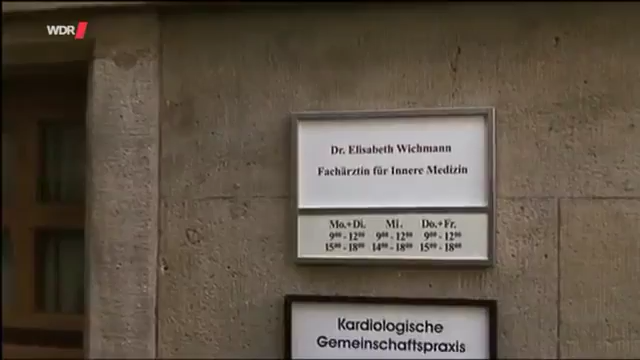 WDR
Dr. Elisabeth Wichmann
Fachärztin für Innere Medizin
Mo.+Di. Mi. Do.+Fr.
9⁰⁰ - 12⁰⁰ 9⁰⁰ - 12⁰⁰ 9⁰⁰ - 12⁰⁰
15⁰⁰ - 18⁰⁰ 14⁰⁰ - 18⁰⁰ 15⁰⁰ - 18⁰⁰
Kardiologische
Gemeinschaftspraxis